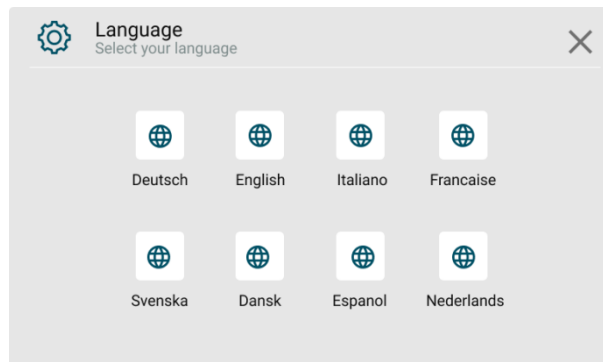 Language
Select your language
Deutsch English Italiano Francaise
Svenska Dansk Espanol Nederlands